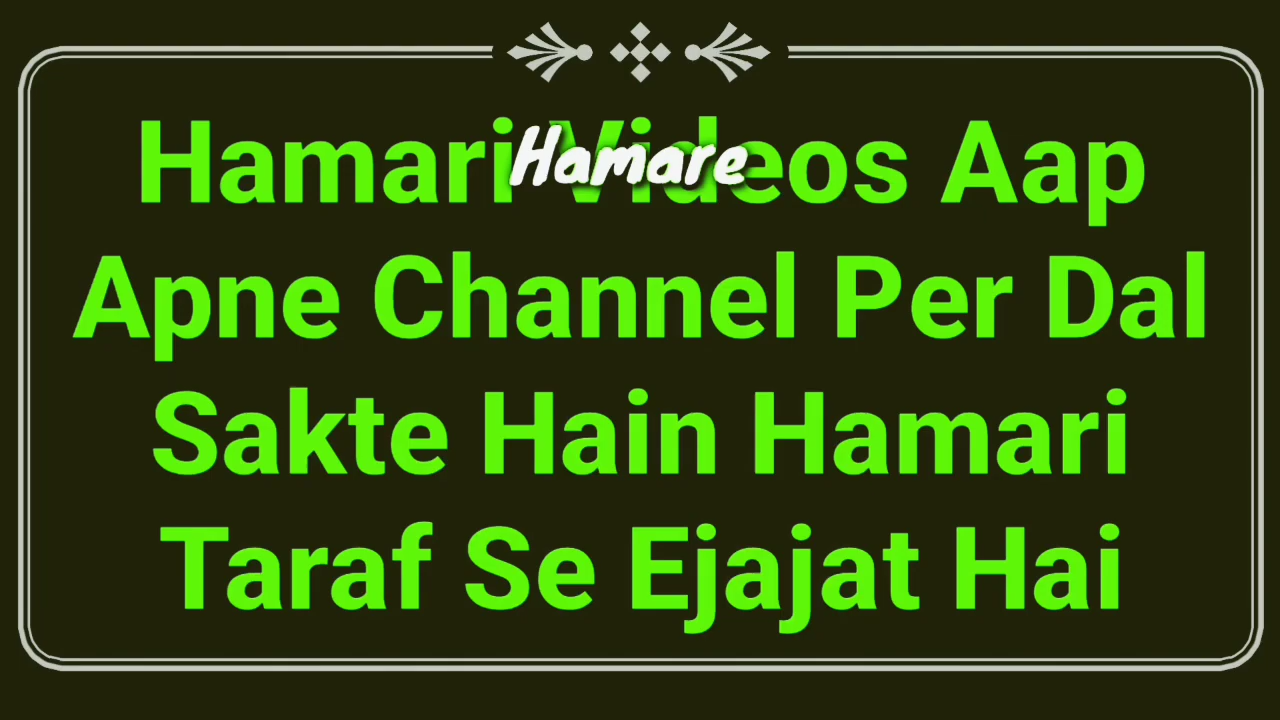 Hamari Videos Aap
Hamare
Apne Channel Per Dal
Sakte Hain Hamari
Taraf Se Ejajat Hai